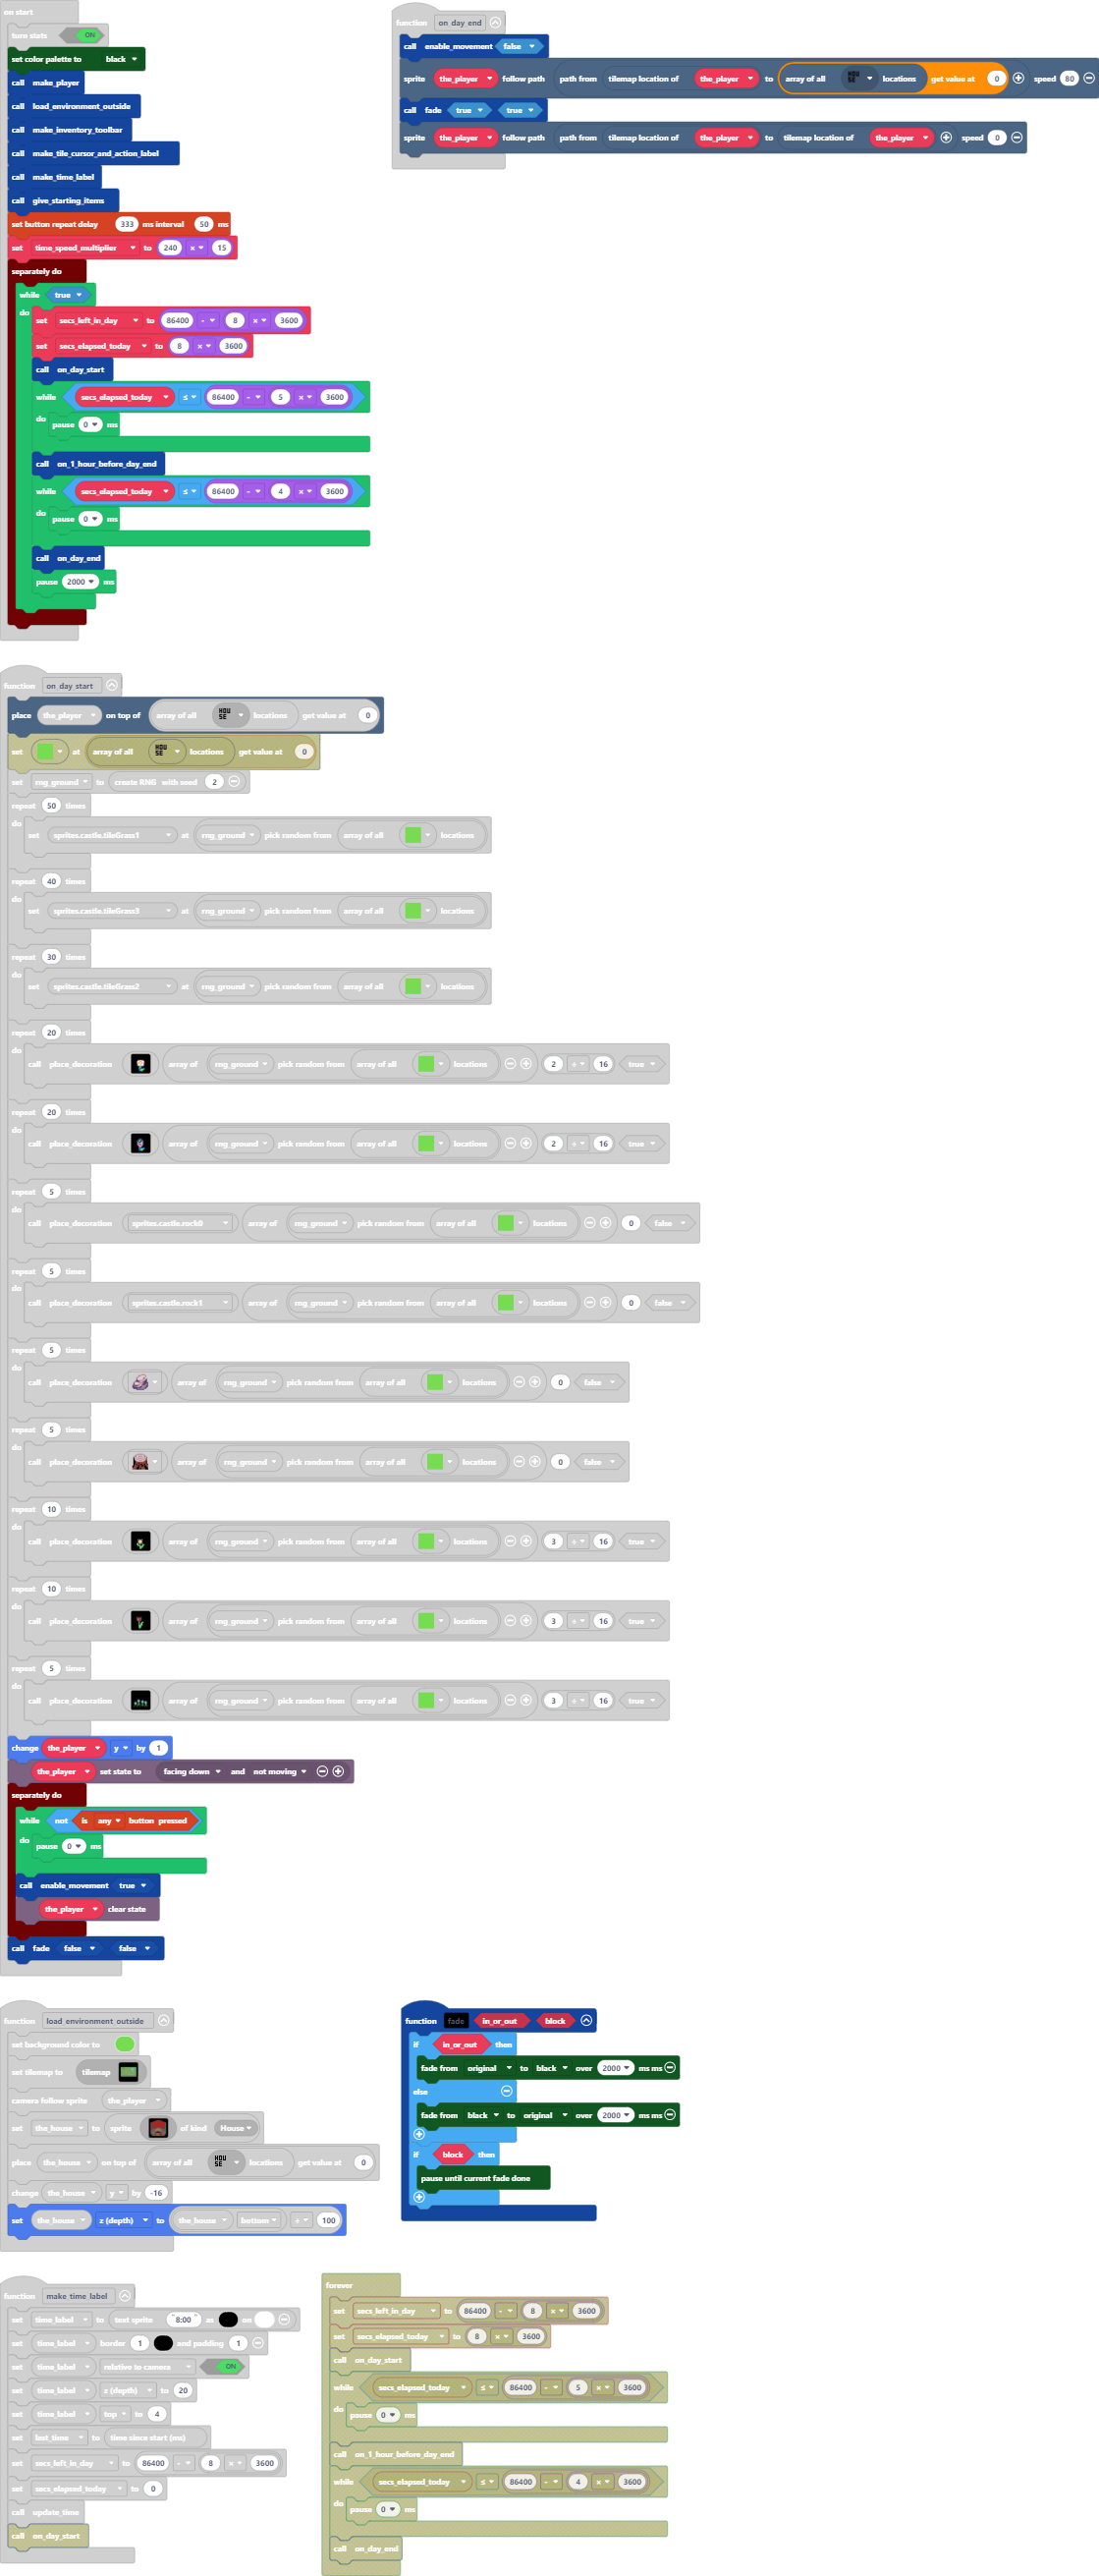 on start
turn stats ON
set color palette to black
call make_player
call load_environment_outside
call make_inventory_toolbar
call make_tile_cursor_and_action_label
call make_time_label
call give_starting_items
set button repeat delay 333 ms interval 50 ms
set time_speed_multiplier to 240 × 15
separately do
while true
do
set secs_left_in_day to 86400 - 8 × 3600
set secs_elapsed_today to 8 × 3600
call on_day_start
while secs_elapsed_today ≤ 86400 - 5 × 3600
do
pause 0 ms
call on_1_hour_before_day_end
while secs_elapsed_today ≤ 86400 - 4 × 3600
do
pause 0 ms
call on_day_end
pause 2000 ms
function on_day_end
call enable_movement false
sprite the_player follow path path from tilemap location of the_player to array of all HOUSE locations get value at 0 speed 80
call fade true true
sprite the_player follow path path from tilemap location of the_player to tilemap location of the_player speed 0
function on_day_start
place the_player on top of array of all HOUSE locations get value at 0
set at array of all HOUSE locations get value at 0
set rng_ground to create RNG with seed 2
repeat 50 times
do
set sprites.castle.tileGrass1 at rng_ground pick random from array of all locations
repeat 40 times
do
set sprites.castle.tileGrass3 at rng_ground pick random from array of all locations
repeat 30 times
do
set sprites.castle.tileGrass2 at rng_ground pick random from array of all locations
repeat 20 times
do
call place_decoration array of rng_ground pick random from array of all locations 2 ÷ 16 true
repeat 20 times
do
call place_decoration array of rng_ground pick random from array of all locations 2 ÷ 16 true
repeat 5 times
do
call place_decoration sprites.castle.rock0 array of rng_ground pick random from array of all locations 0 false
repeat 5 times
do
call place_decoration sprites.castle.rock1 array of rng_ground pick random from array of all locations 0 false
repeat 5 times
do
call place_decoration array of rng_ground pick random from array of all locations 0 false
repeat 5 times
do
call place_decoration array of rng_ground pick random from array of all locations 0 false
repeat 10 times
do
call place_decoration array of rng_ground pick random from array of all locations 3 ÷ 16 true
repeat 10 times
do
call place_decoration array of rng_ground pick random from array of all locations 3 ÷ 16 true
repeat 5 times
do
call place_decoration array of rng_ground pick random from array of all locations 3 ÷ 16 true
change the_player y by 1
the_player set state to facing down and not moving
separately do
while not is any button pressed
do
pause 0 ms
call enable_movement true
the_player clear state
call fade false false
function load_environment_outside
set background color to
set tilemap to tilemap
camera follow sprite the_player
set the_house to sprite of kind House
place the_house on top of array of all HOUSE locations get value at 0
change the_house y by -16
set the_house z (depth) to the_house bottom ÷ 100
function fade in_or_out block
if in_or_out then
fade from original to black over 2000 ms ms
else
fade from black to original over 2000 ms ms
if block then
pause until current fade done
function make_time_label
set time_label to text sprite "8:00" as on
set time_label border 1 and padding 1
set time_label relative to camera ON
set time_label z (depth) to 20
set time_label top to 4
set last_time to time since start (ms)
set secs_left_in_day to 86400 - 8 × 3600
set secs_elapsed_today to 0
call update_time
call on_day_start
forever
set secs_left_in_day to 86400 - 8 × 3600
set secs_elapsed_today to 8 × 3600
call on_day_start
while secs_elapsed_today ≤ 86400 - 5 × 3600
do
pause 0 ms
call on_1_hour_before_day_end
while secs_elapsed_today ≤ 86400 - 4 × 3600
do
pause 0 ms
call on_day_end